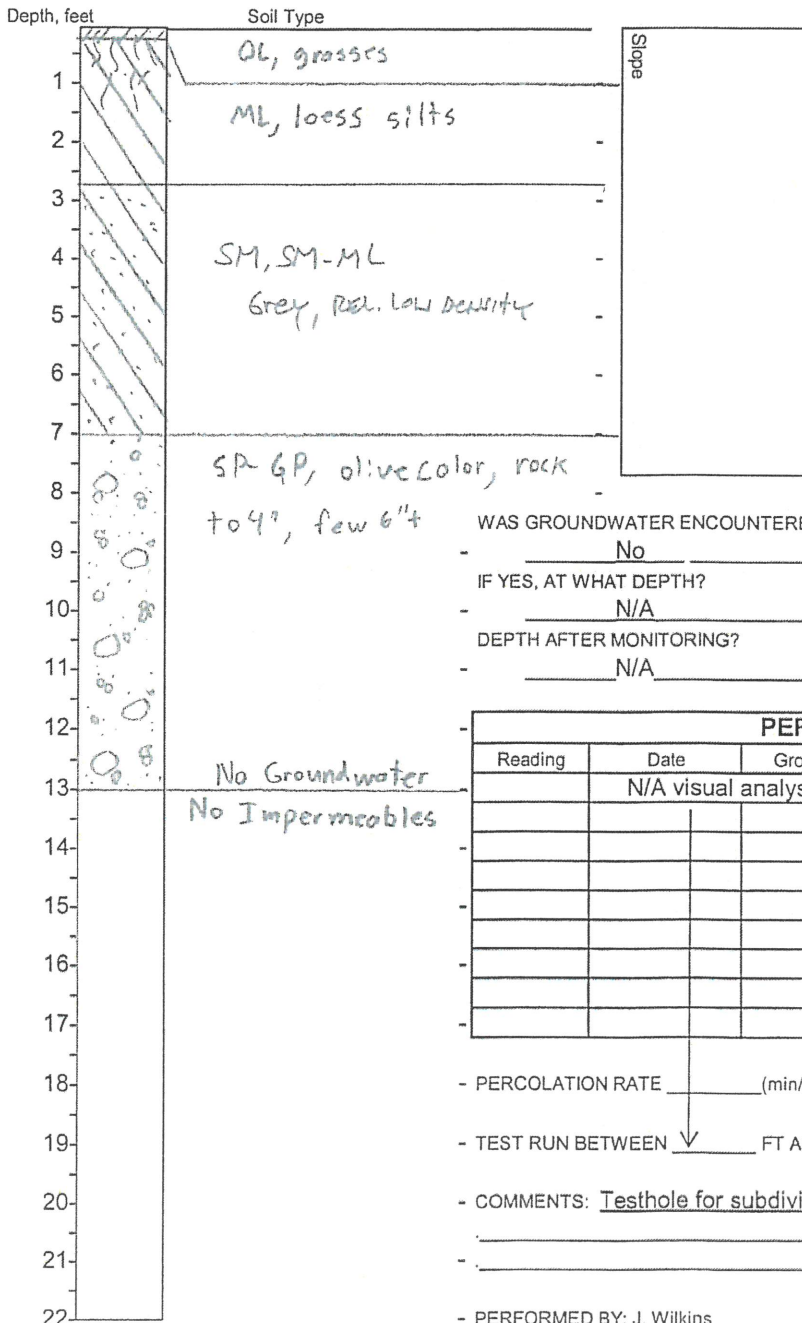 Depth, feet
Soil Type
OL, grasses
1
ML, loess silts
2
3
SM, SM-ML
4
Grey, Rel. Low Density
5
6
7
SP-GP, olive color, rock
8
to 4", few 6"+
9
10
11
12
No Groundwater
13
No Impermeables
14
15
16
17
18
19
20
21
22
Slope
WAS GROUNDWATER ENCOUNTERE
No
IF YES, AT WHAT DEPTH?
N/A
DEPTH AFTER MONITORING?
N/A
PER
Reading Date Gro
N/A visual analys
- PERCOLATION RATE (min/
- TEST RUN BETWEEN FT A
- COMMENTS: Testhole for subdivi
- PERFORMED BY: J. Wilkins